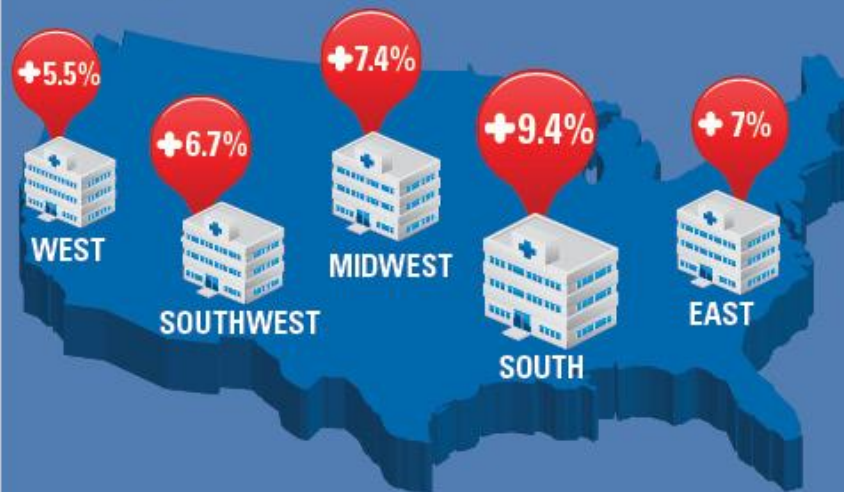 +5.5%
WEST
+6.7%
SOUTHWEST
+7.4%
MIDWEST
+9.4%
SOUTH
+ 7%
EAST